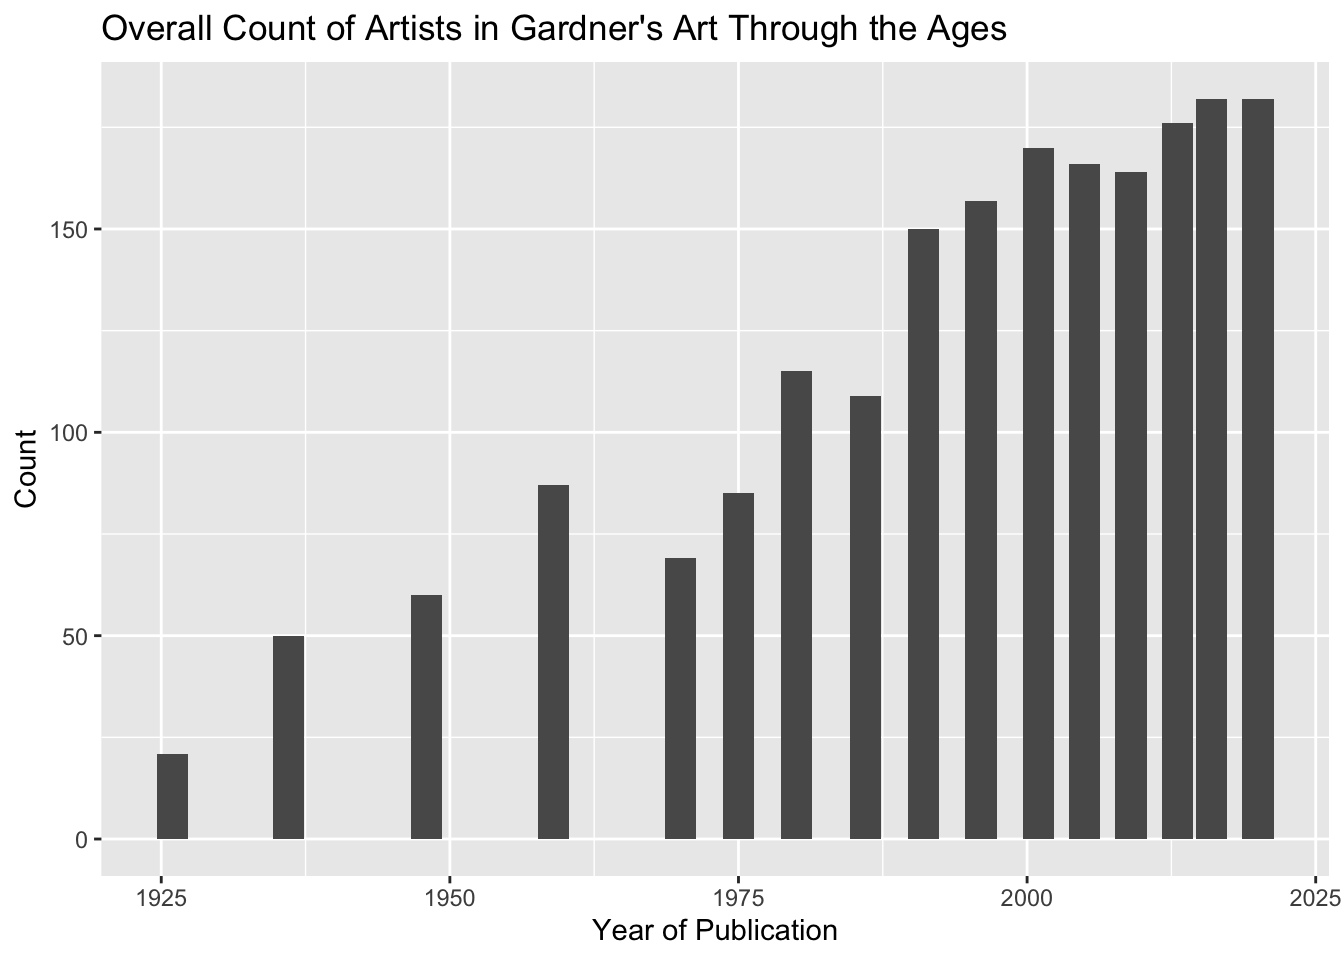 Overall Count of Artists in Gardner's Art Through the Ages
Count
150
100
50
0
1925 1950 1975 2000 2025
Year of Publication